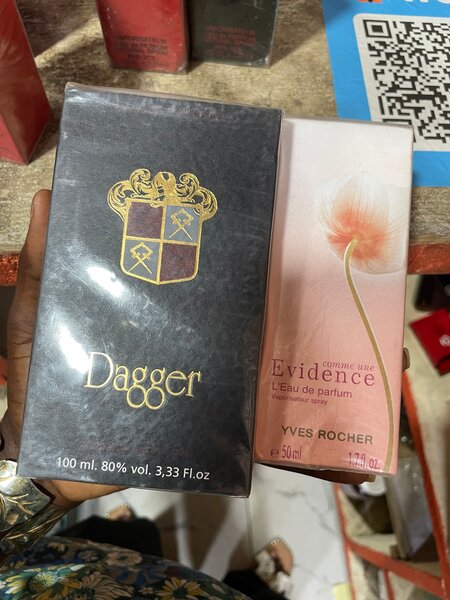 Dagger
100 ml. 80% vol. 3,33 Fl.oz
comme une
Evidence
L'Eau de parfum
Vaporisateur spray
YVES ROCHER
e 50 ml 1.7 fl. oz.